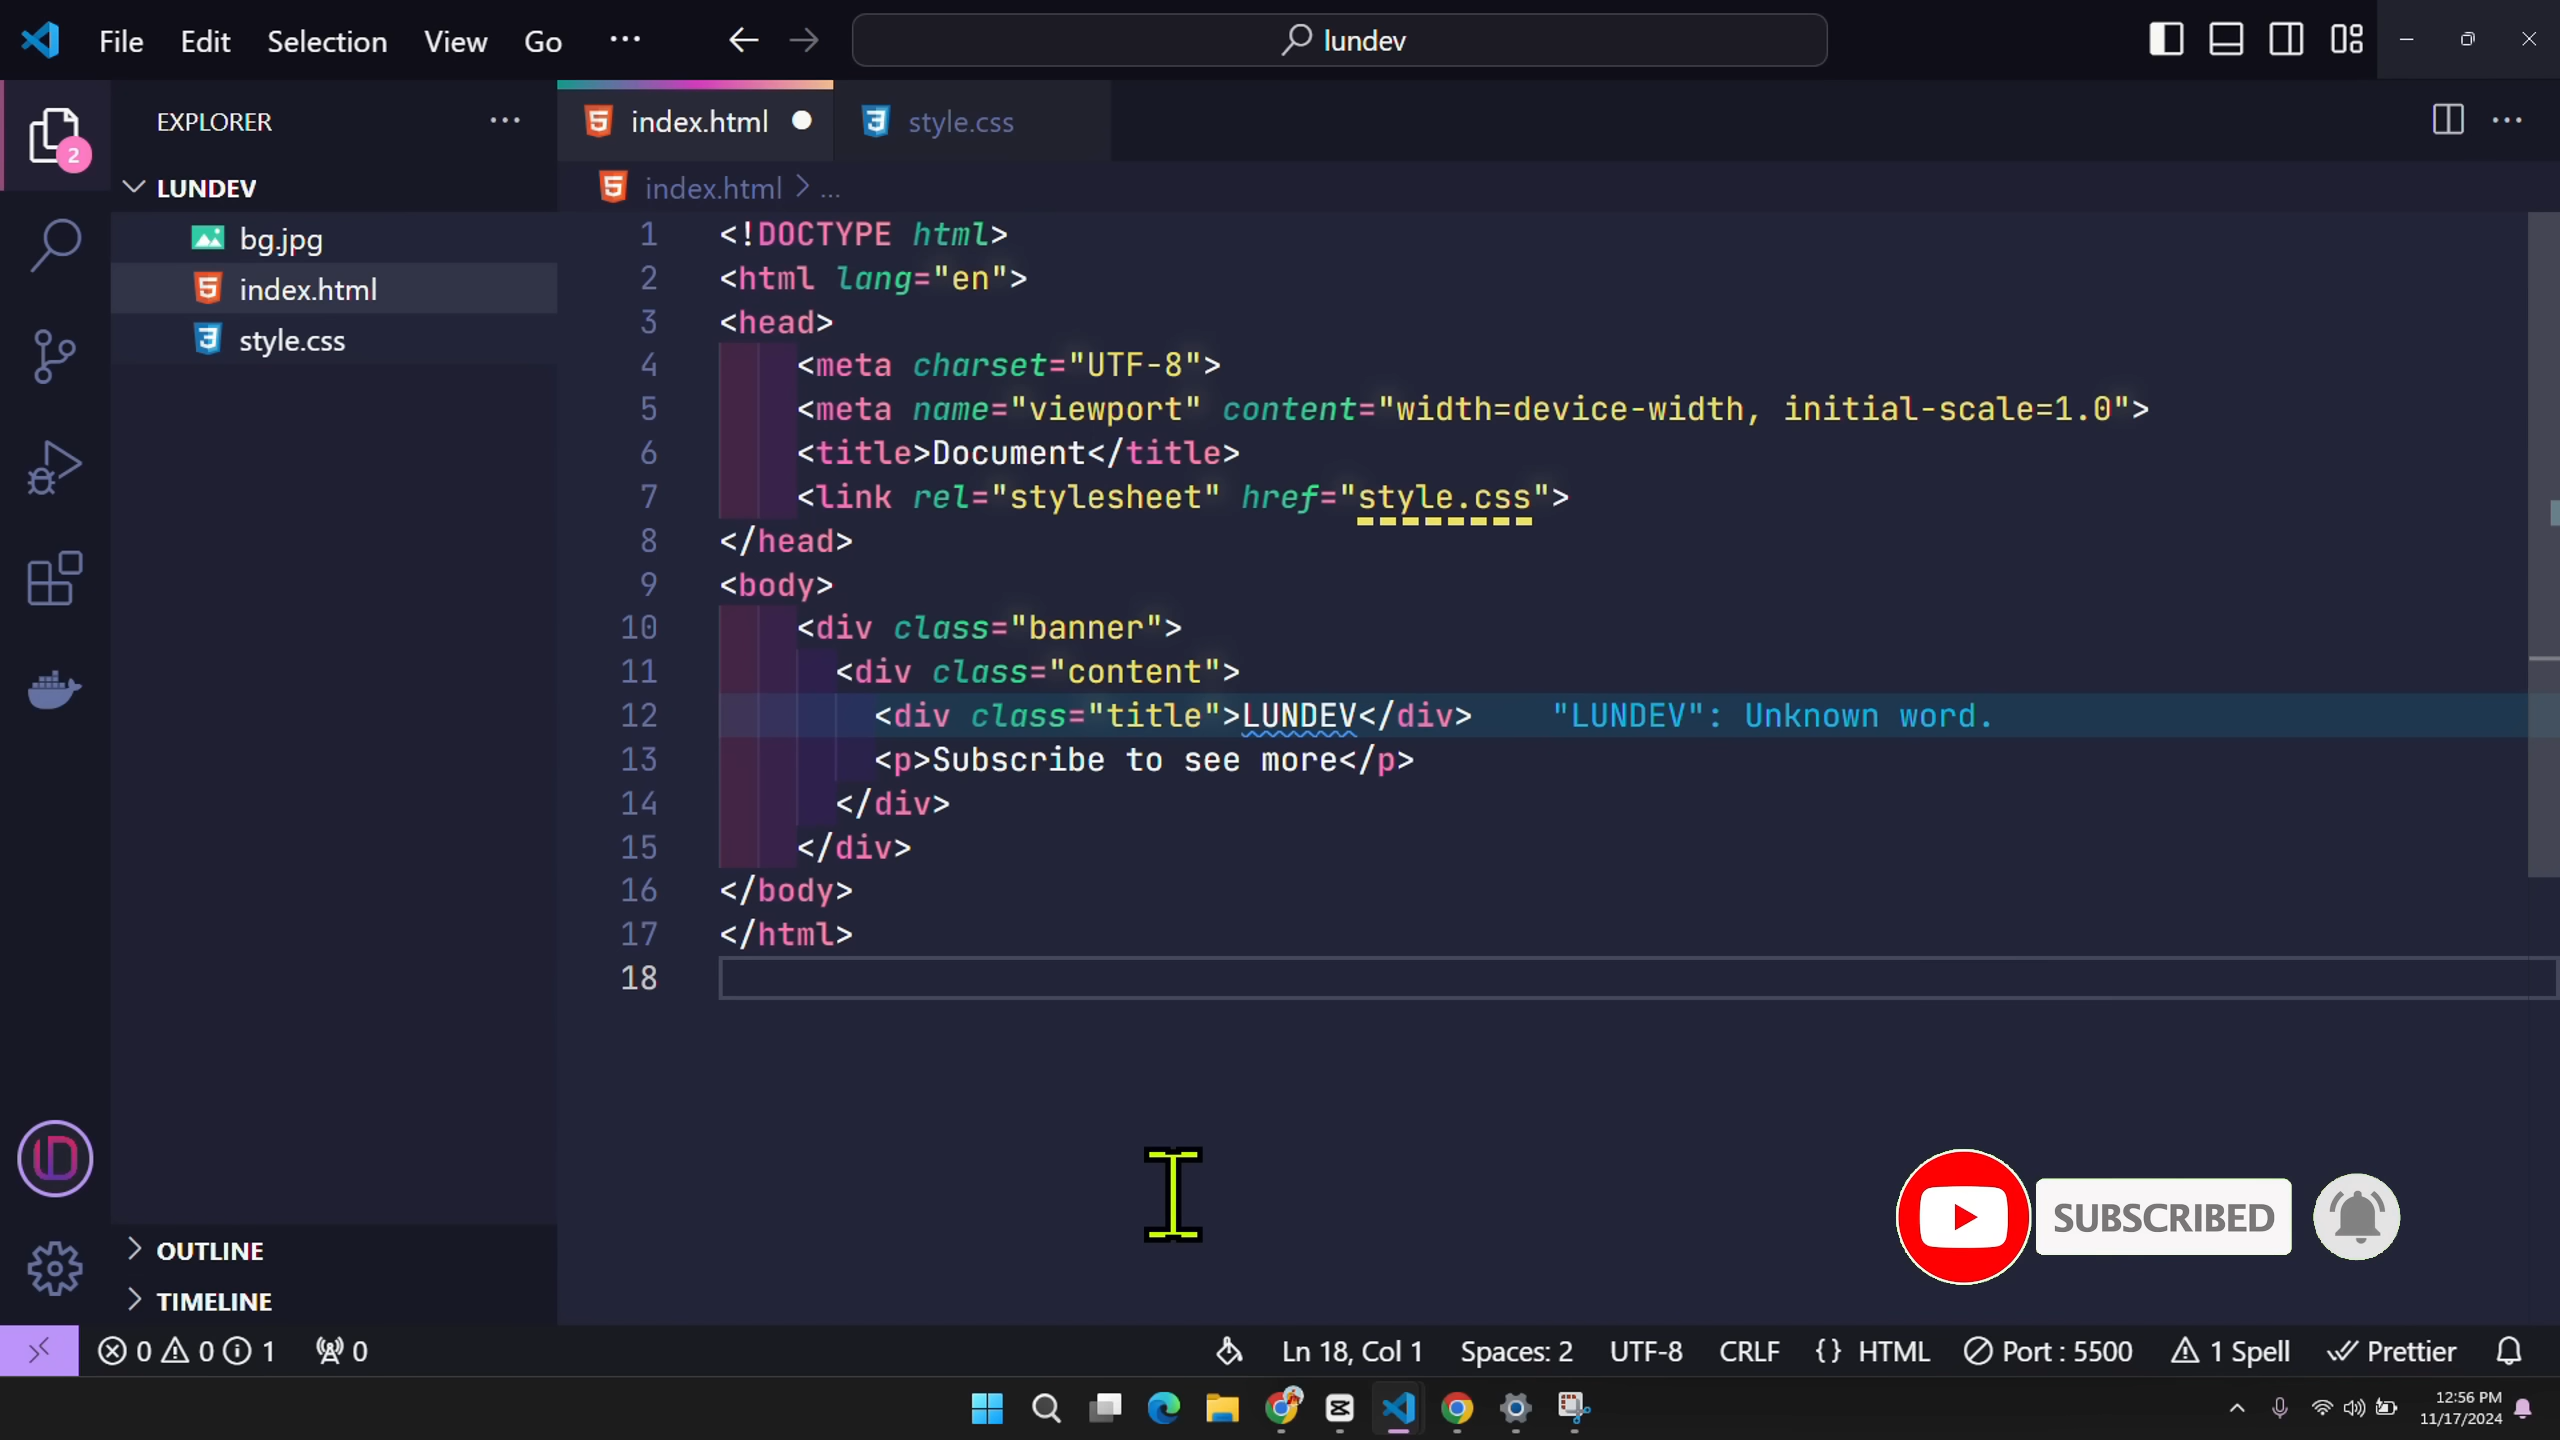 File Edit Selection View Go ... lundev
EXPLORER ...
2
LUNDEV
bg.jpg
index.html
style.css
index.html style.css
index.html > ...
1 <!DOCTYPE html>
2 <html lang="en">
3 <head>
4 <meta charset="UTF-8">
5 <meta name="viewport" content="width=device-width, initial-scale=1.0">
6 <title>Document</title>
7 <link rel="stylesheet" href="style.css">
8 </head>
9 <body>
10 <div class="banner">
11 <div class="content">
12 <div class="title">LUNDEV</div> "LUNDEV": Unknown word.
13 <p>Subscribe to see more</p>
14 </div>
15 </div>
16 </body>
17 </html>
18
SUBSCRIBED
OUTLINE
TIMELINE
0 0 1 0 Ln 18, Col 1 Spaces: 2 UTF-8 CRLF {} HTML Port : 5500 1 Spell Prettier
12:56 PM
11/17/2024